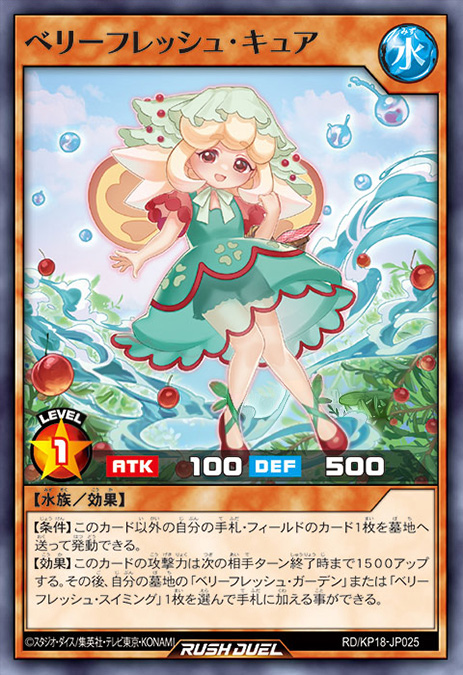 ベリーフレッシュ・キュア
みず
水
LEVEL
1
ATK 100 DEF 500
【水族/効果】
【条件】このカード以外の自分の手札・フィールドのカード1枚を墓地へ
送って発動できる。
【効果】このカードの攻撃力は次の相手ターン終了時まで1500アップ
する。その後、自分の墓地の「ベリーフレッシュ・ガーデン」または「ベリー
フレッシュ・スイミング」1枚を選んで手札に加える事ができる。
©スタジオ・ダイス/集英社・テレビ東京・KONAMI
RUSH DUEL
RD/KP18-JP025